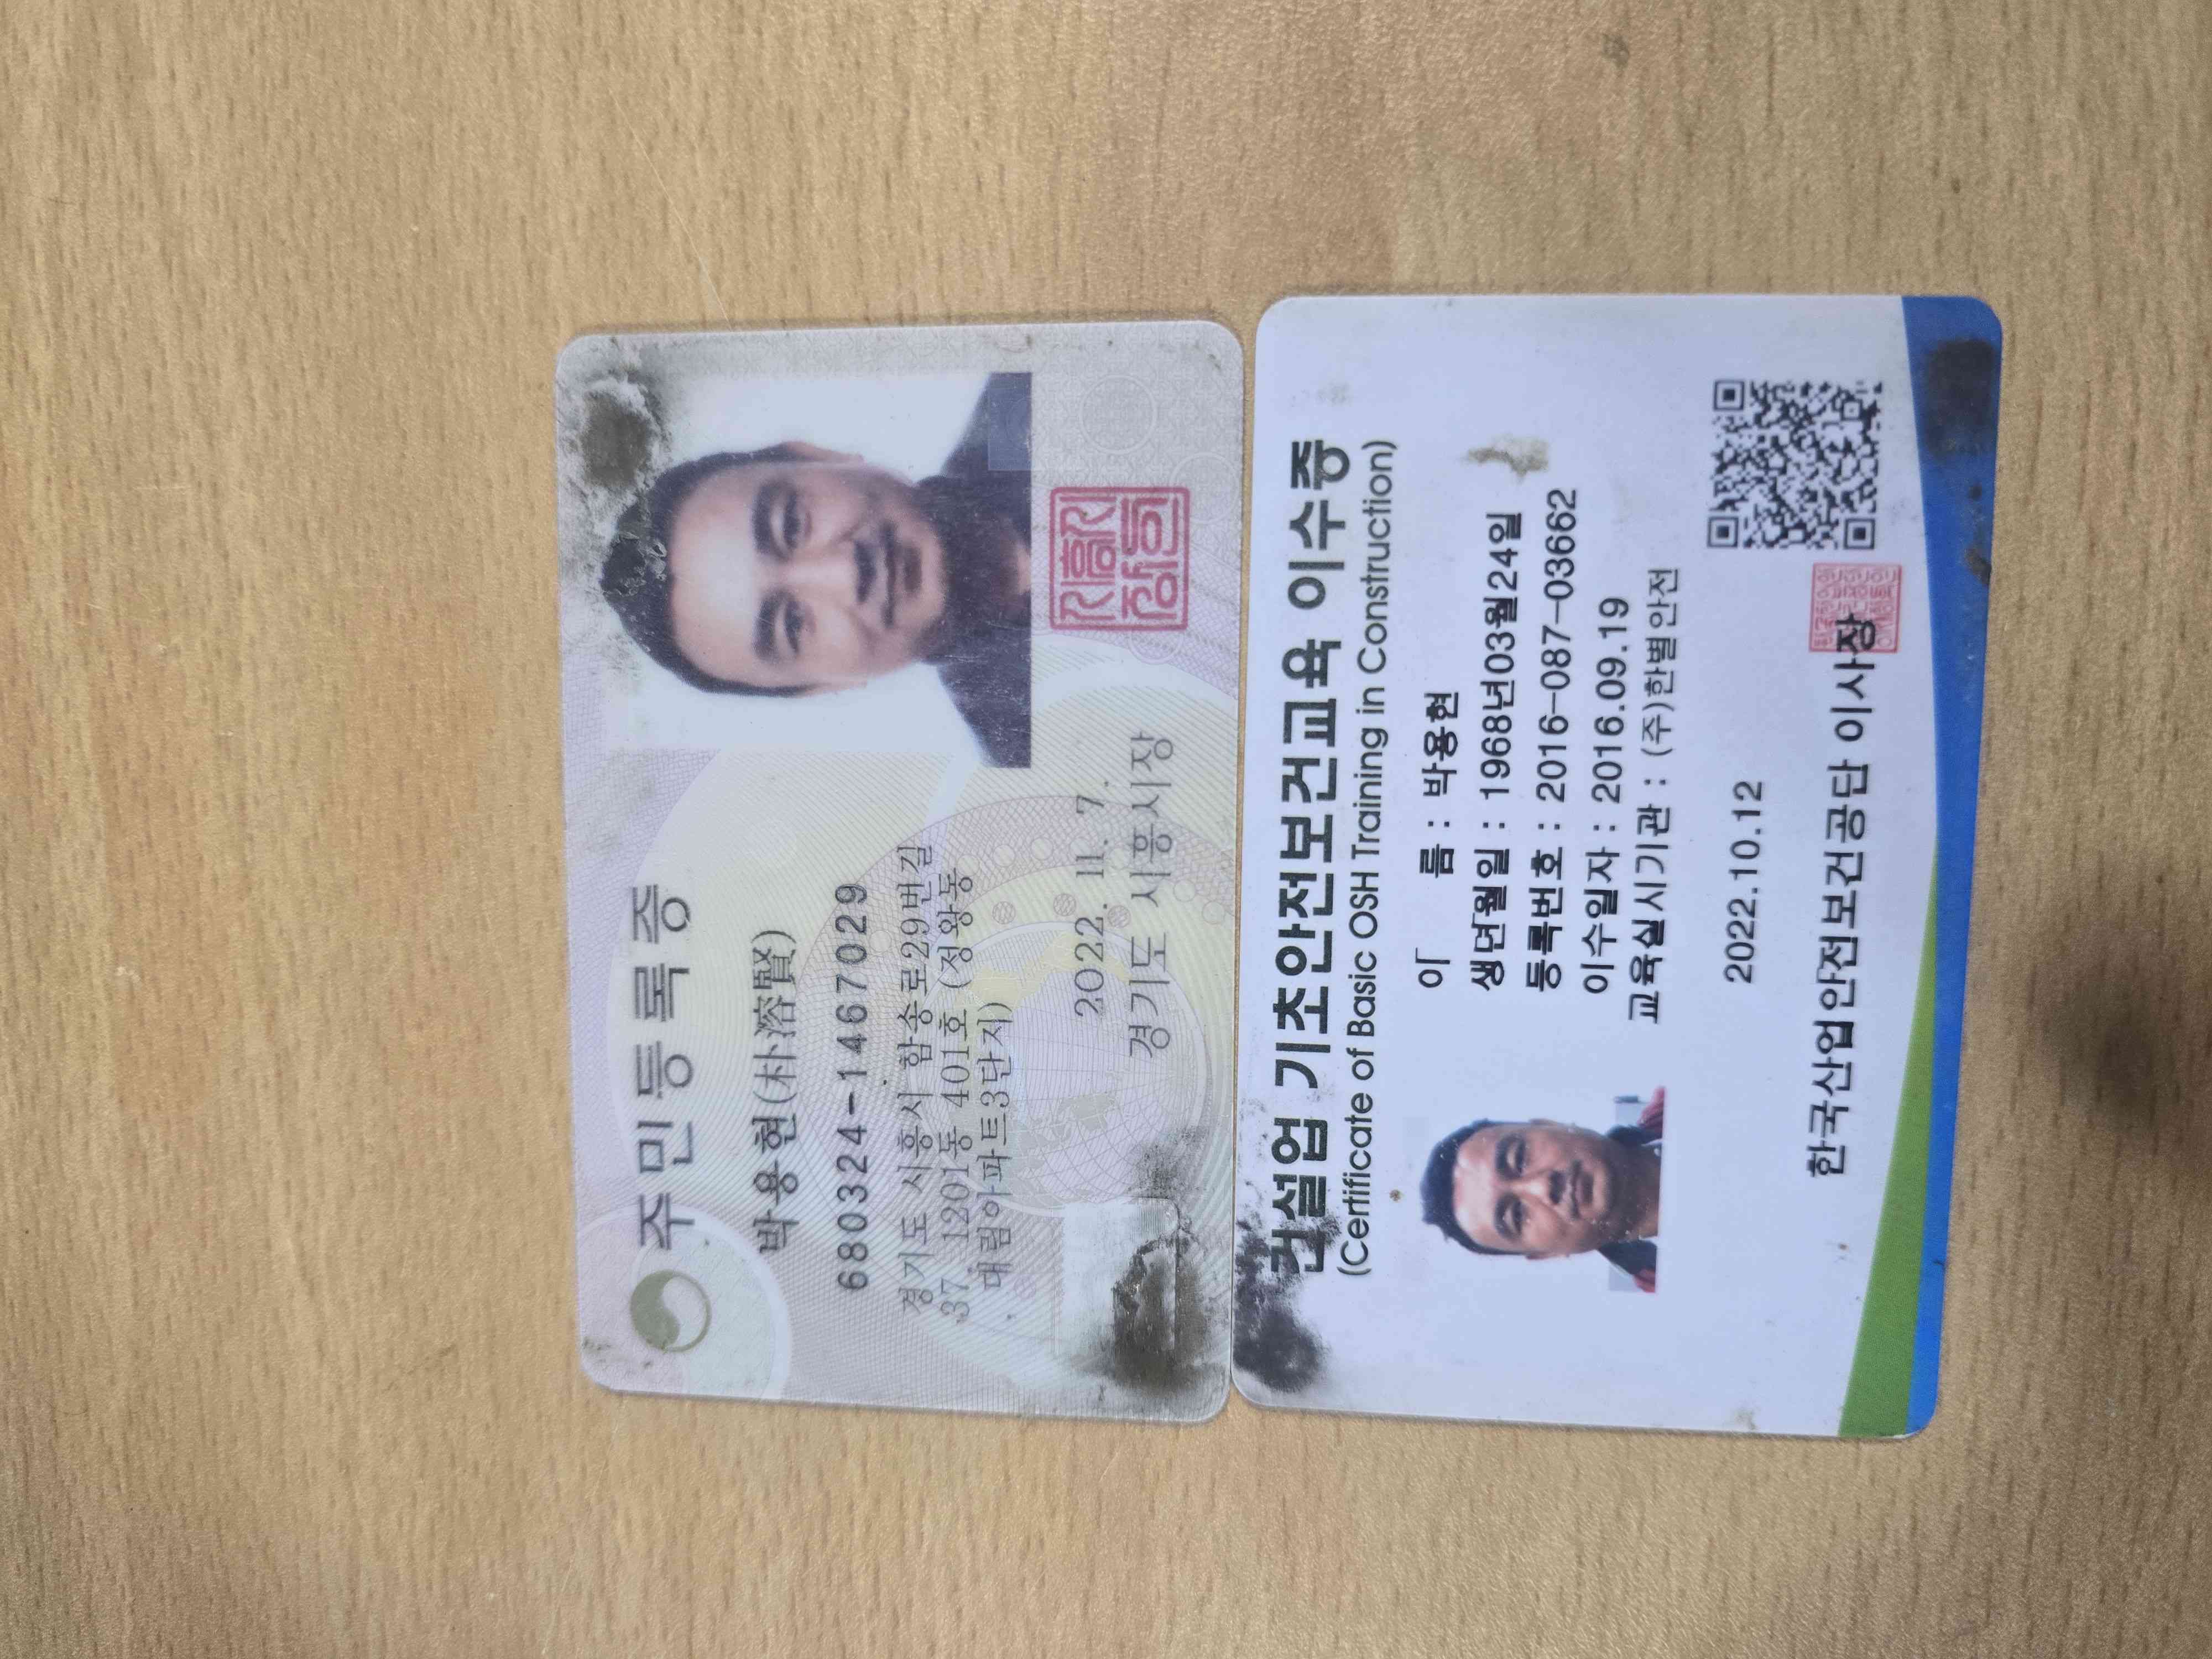 주민등록증
박용현(朴溶賢)
680324-1467029
경기도 시흥시 함송로29번길
37, 1201동 401호 (정왕동
, 대림아파트3단지)
2022. 11. 7.
경기도 시흥시장
건설업 기초안전보건교육 이수증
(Certificate of Basic OSH Training in Construction)
이 름 : 박용현
생년월일 : 1968년03월24일
등록번호 : 2016-087-03662
이수일자 : 2016.09.19
교육실시기관 : (주)한별안전
2022.10.12
한국산업안전보건공단 이사장